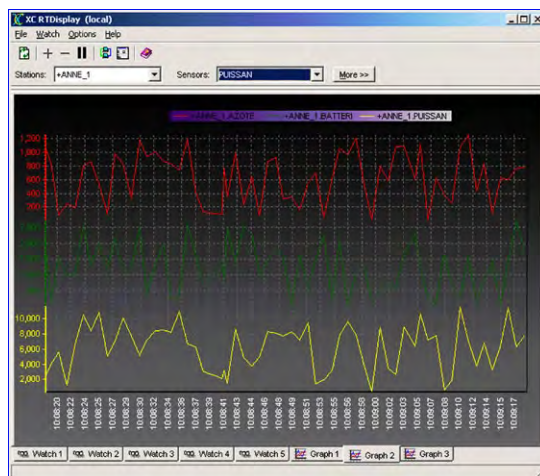 XC RTDisplay (local)
File Watch Options Help
Stations: +ANNE_1 Sensors: PUISSAN More >>
+ANNE_1.AZOTE +ANNE_1.BATTERI +ANNE_1.PUISSAN
1,200
1,000
800
600
400
200
10,000
8,000
6,000
4,000
2,000
10:08:20 10:08:22 10:08:24 10:08:25 10:08:27 10:08:28 10:08:30 10:08:32 10:08:34 10:08:36 10:08:37 10:08:39 10:08:41 10:08:43 10:08:44 10:08:46 10:08:48 10:08:49 10:08:51 10:08:53 10:08:55 10:08:56 10:08:58 10:09:00 10:09:02 10:09:03 10:09:05 10:09:07 10:09:08 10:09:10 10:09:12 10:09:14 10:09:15 10:09:17
Watch 1 Watch 2 Watch 3 Watch 4 Watch 5 Graph 1 Graph 2 Graph 3